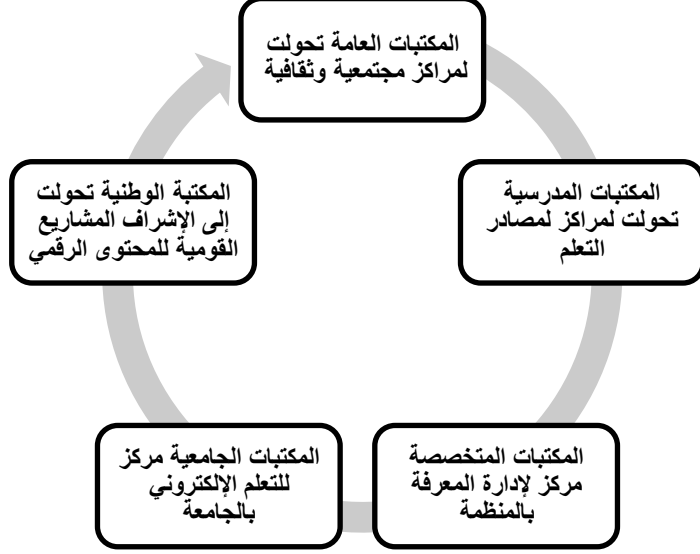 المكتبات العامة تحولت
لمراكز مجتمعية وثقافية
المكتبات المدرسية
تحولت لمراكز لمصادر
التعلم
المكتبات المتخصصة
مركز لإدارة المعرفة
بالمنظمة
المكتبات الجامعية مركز
للتعلم الإلكتروني
بالجامعة
المكتبة الوطنية تحولت
إلى الإشراف المشاريع
القومية للمحتوى الرقمي